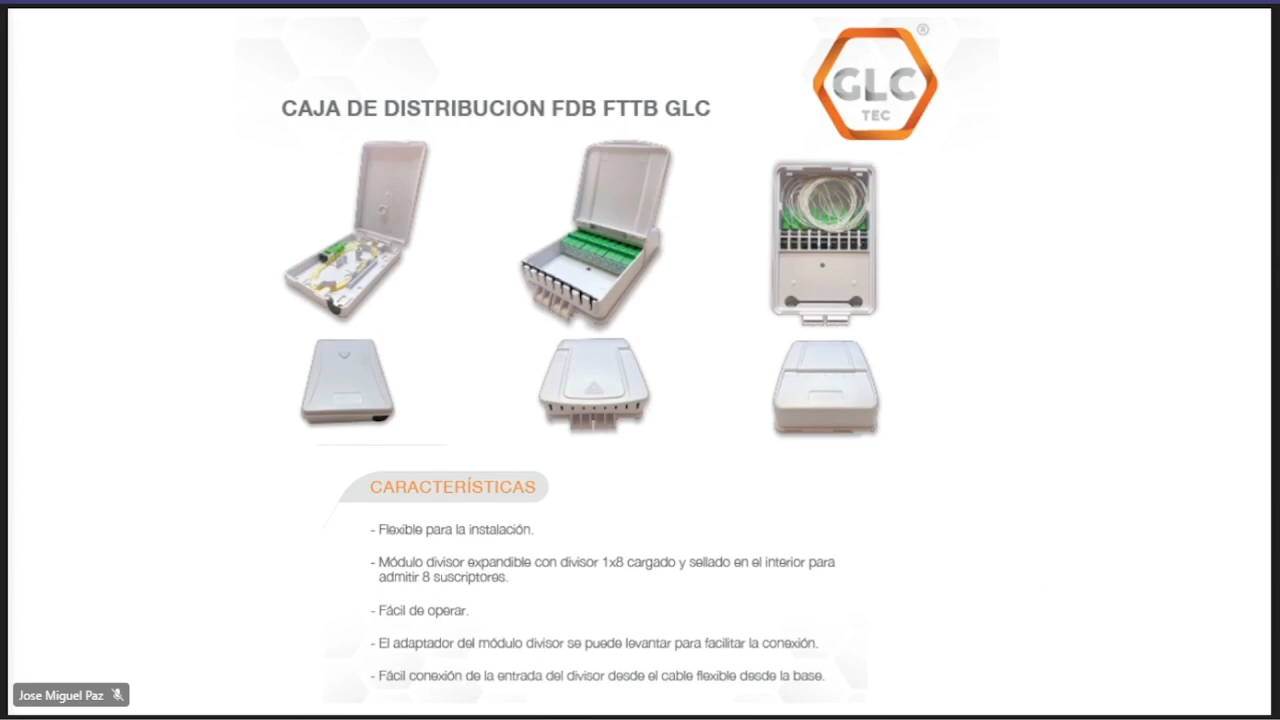 ®
GLC
TEC
CAJA DE DISTRIBUCION FDB FTTB GLC
CARACTERÍSTICAS
- Flexible para la instalación.
- Módulo divisor expandible con divisor 1x8 cargado y sellado en el interior para
admitir 8 suscriptores.
- Fácil de operar.
- El adaptador del módulo divisor se puede levantar para facilitar la conexión.
- Fácil conexión de la entrada del divisor desde el cable flexible desde la base.
Jose Miguel Paz